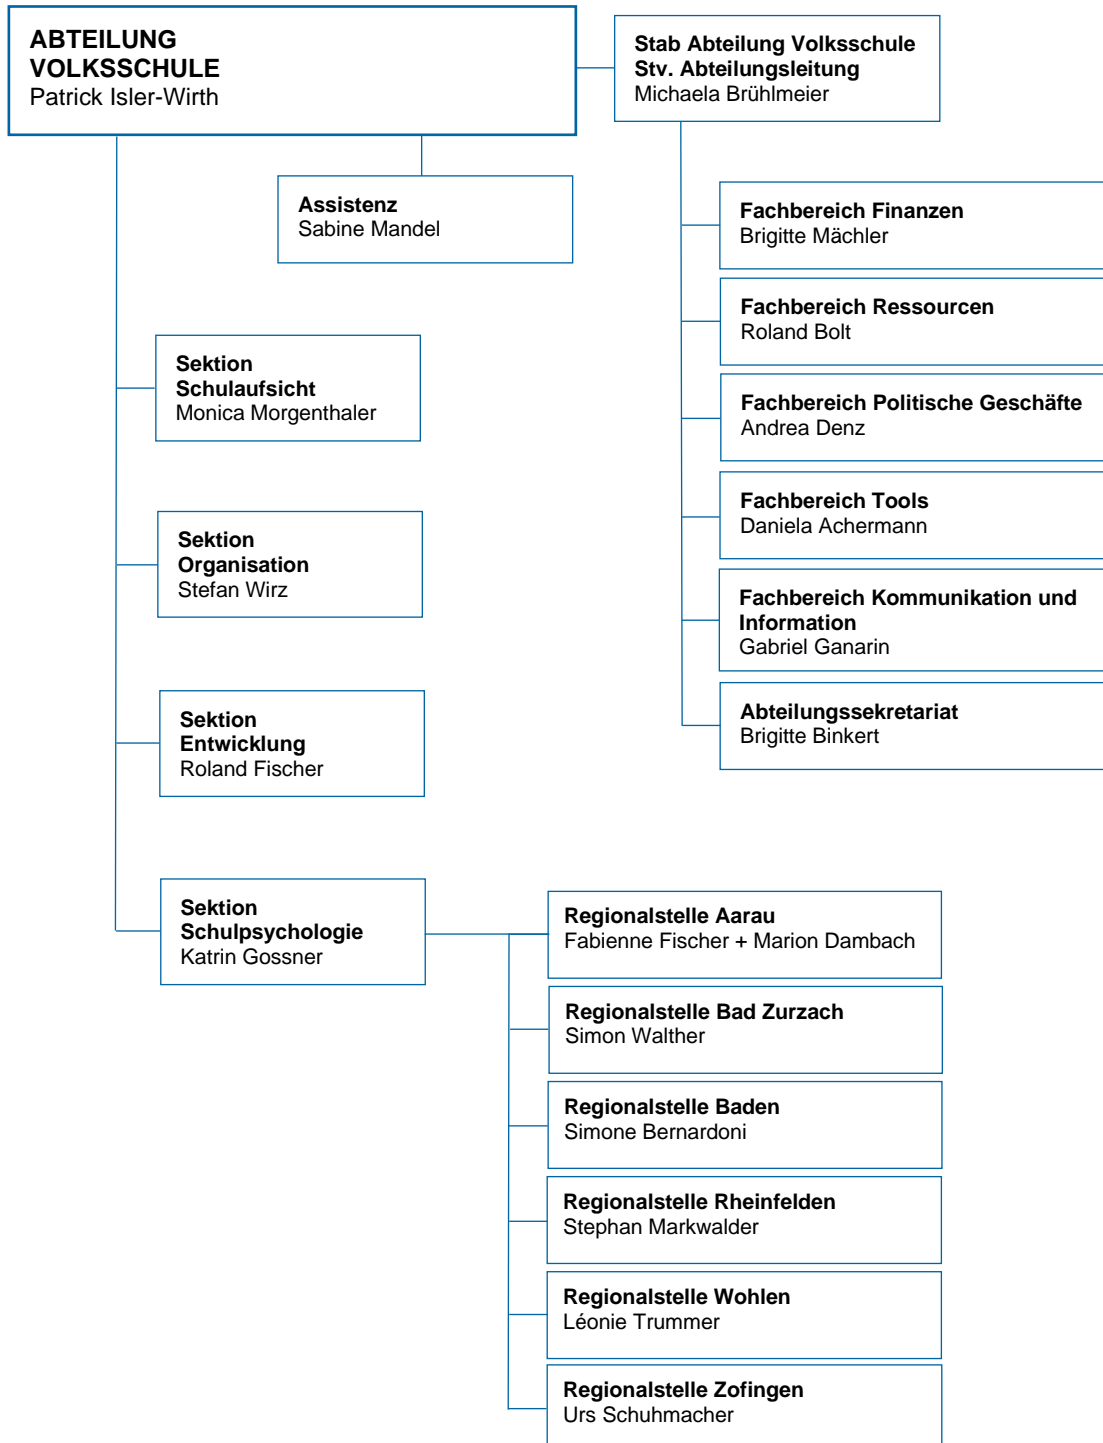 ABTEILUNG
VOLKSSCHULE
Patrick Isler-Wirth
Stab Abteilung Volksschule
Stv. Abteilungsleitung
Michaela Brühlmeier
Assistenz
Sabine Mandel
Fachbereich Finanzen
Brigitte Mächler
Fachbereich Ressourcen
Roland Bolt
Fachbereich Politische Geschäfte
Andrea Denz
Fachbereich Tools
Daniela Achermann
Fachbereich Kommunikation und
Information
Gabriel Ganarin
Abteilungssekretariat
Brigitte Binkert
Sektion
Schulaufsicht
Monica Morgenthaler
Sektion
Organisation
Stefan Wirz
Sektion
Entwicklung
Roland Fischer
Sektion
Schulpsychologie
Katrin Gossner
Regionalstelle Aarau
Fabienne Fischer + Marion Dambach
Regionalstelle Bad Zurzach
Simon Walther
Regionalstelle Baden
Simone Bernardoni
Regionalstelle Rheinfelden
Stephan Markwalder
Regionalstelle Wohlen
Léonie Trummer
Regionalstelle Zofingen
Urs Schuhmacher